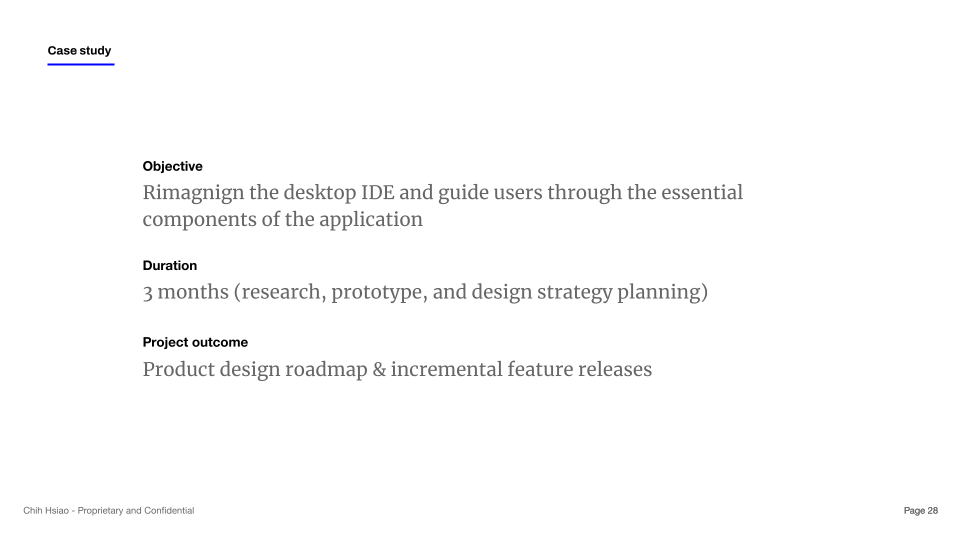 Case study
Objective
Rimagnign the desktop IDE and guide users through the essential
components of the application
Duration
3 months (research, prototype, and design strategy planning)
Project outcome
Product design roadmap & incremental feature releases
Chih Hsiao - Proprietary and Confidential
Page 28